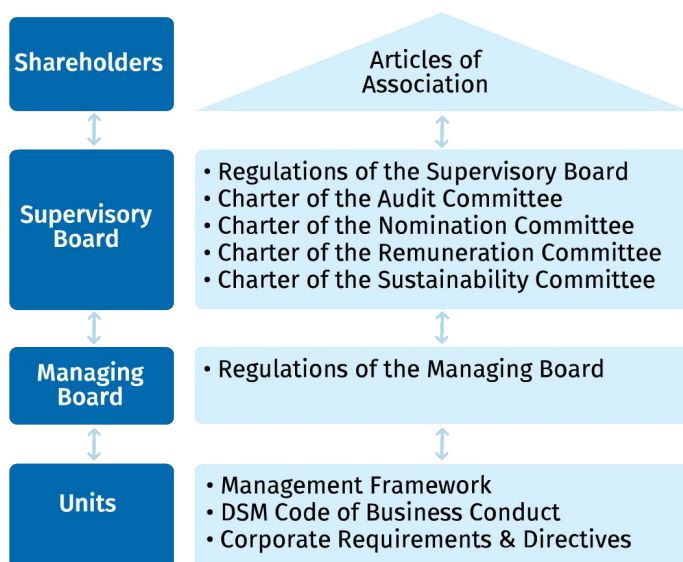 Shareholders
Articles of
Association
Supervisory
Board
• Regulations of the Supervisory Board
• Charter of the Audit Committee
• Charter of the Nomination Committee
• Charter of the Remuneration Committee
• Charter of the Sustainability Committee
Managing
Board
• Regulations of the Managing Board
Units
• Management Framework
• DSM Code of Business Conduct
• Corporate Requirements & Directives